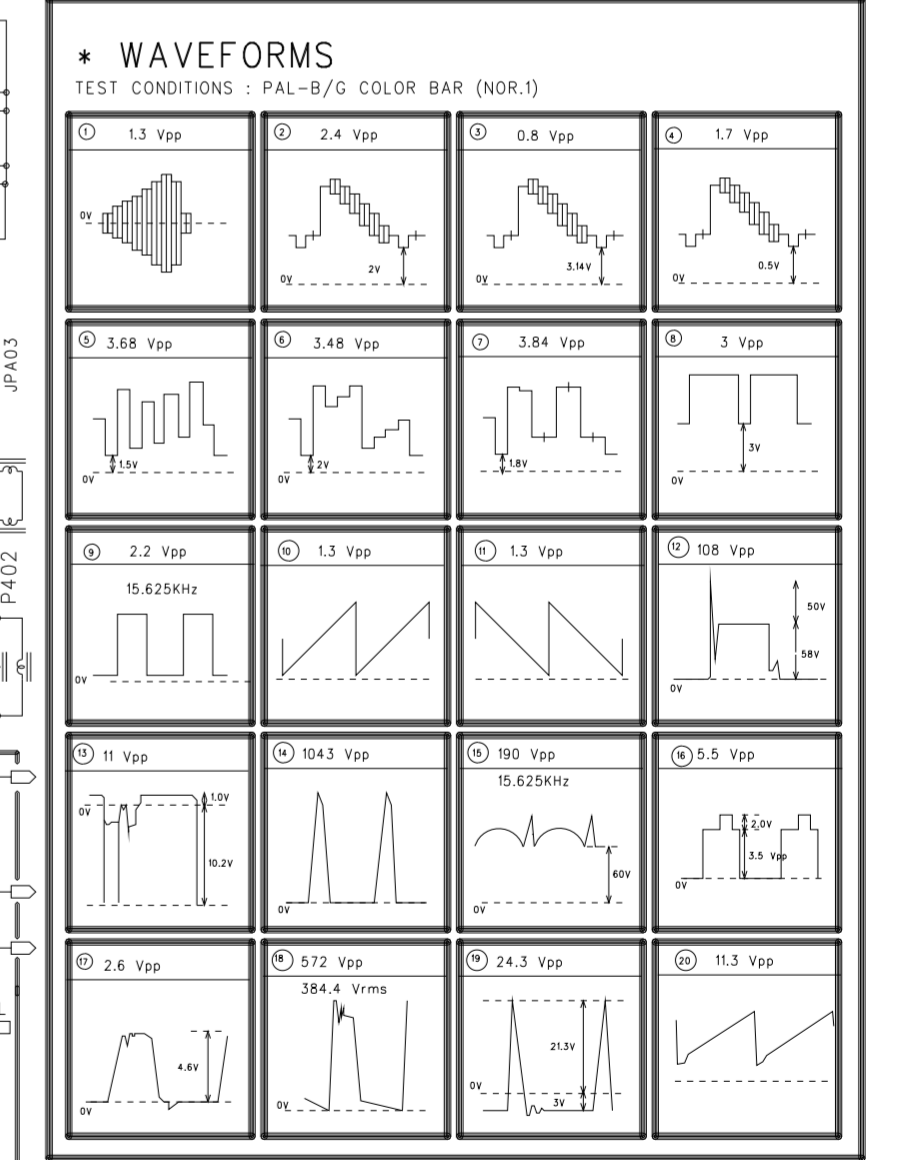 * WAVEFORMS
TEST CONDITIONS : PAL-B/G COLOR BAR (NOR.1)
1 1.3 Vpp
0V
2 2.4 Vpp
2V
0V
3 0.8 Vpp
3.14V
0V
4 1.7 Vpp
0.5V
0V
JPA03
5 3.68 Vpp
1.5V
0V
6 3.48 Vpp
2V
0V
7 3.84 Vpp
1.8V
0V
8 3 Vpp
3V
0V
P402
9 2.2 Vpp
15.625KHz
0V
10 1.3 Vpp
11 1.3 Vpp
12 108 Vpp
50V
58V
0V
13 11 Vpp
1.0V
0V
10.2V
14 1043 Vpp
0V
15 190 Vpp
15.625KHz
60V
0V
16 5.5 Vpp
2.0V
3.5 Vpp
0V
17 2.6 Vpp
4.6V
0V
18 572 Vpp
384.4 Vrms
0V
19 24.3 Vpp
21.3V
0V
3V
20 11.3 Vpp